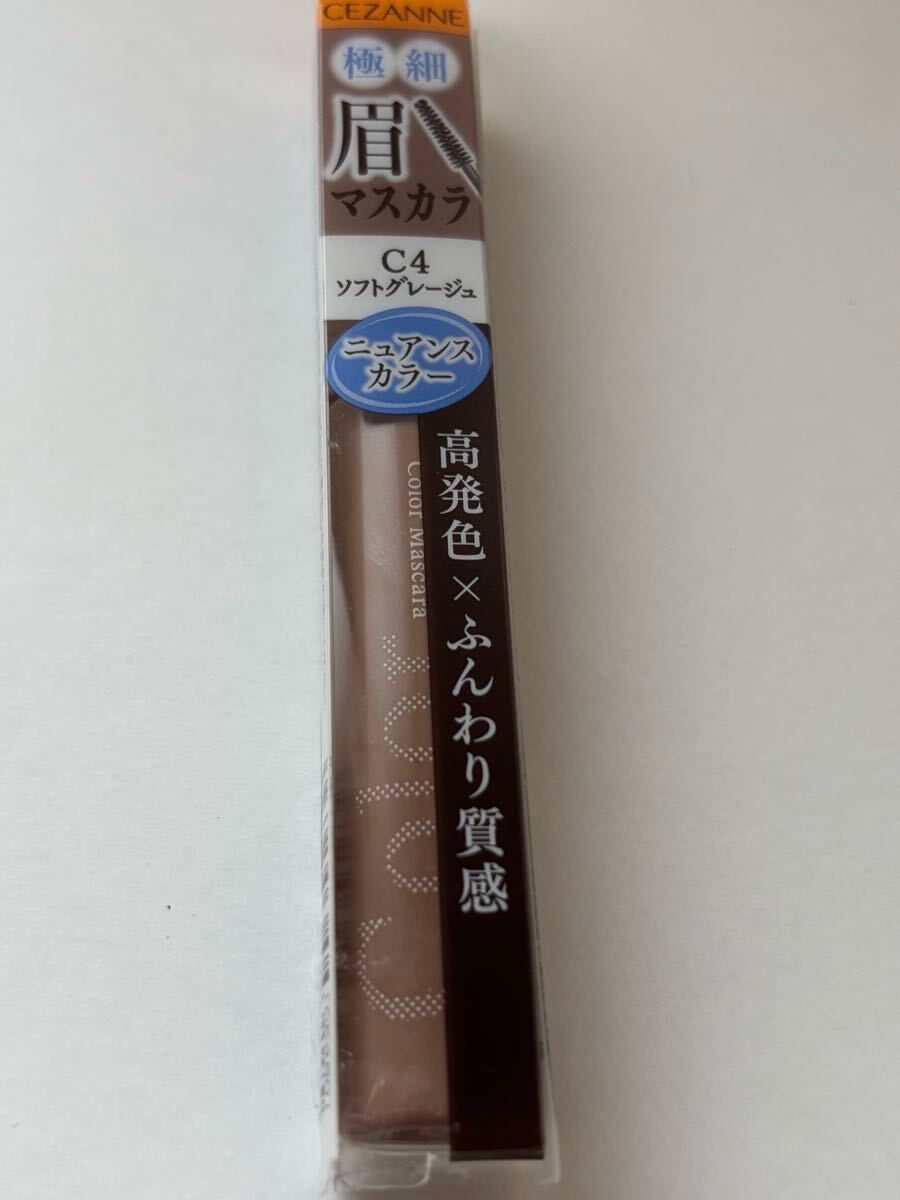 CEZANNE
極細
眉
マスカラ
C4
ソフトグレージュ
ニュアンス
カラー
高発色×ふんわり質感
Color Mascara